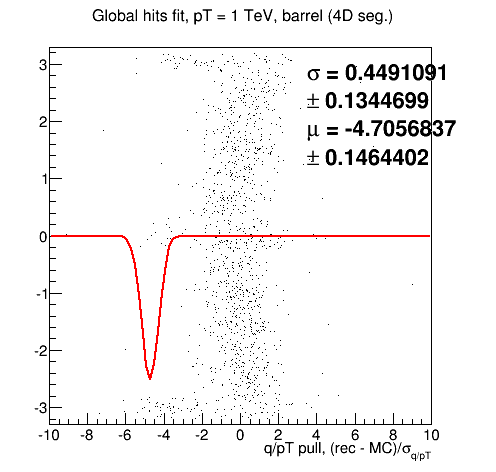 Global hits fit, pT = 1 TeV, barrel (4D seg.)
σ = 0.4491091
± 0.1344699
μ = -4.7056837
± 0.1464402
3
2
1
0
-1
-2
-3
-10 -8 -6 -4 -2 0 2 4 6 8 10
q/pT pull, (rec - MC)/σq/pT